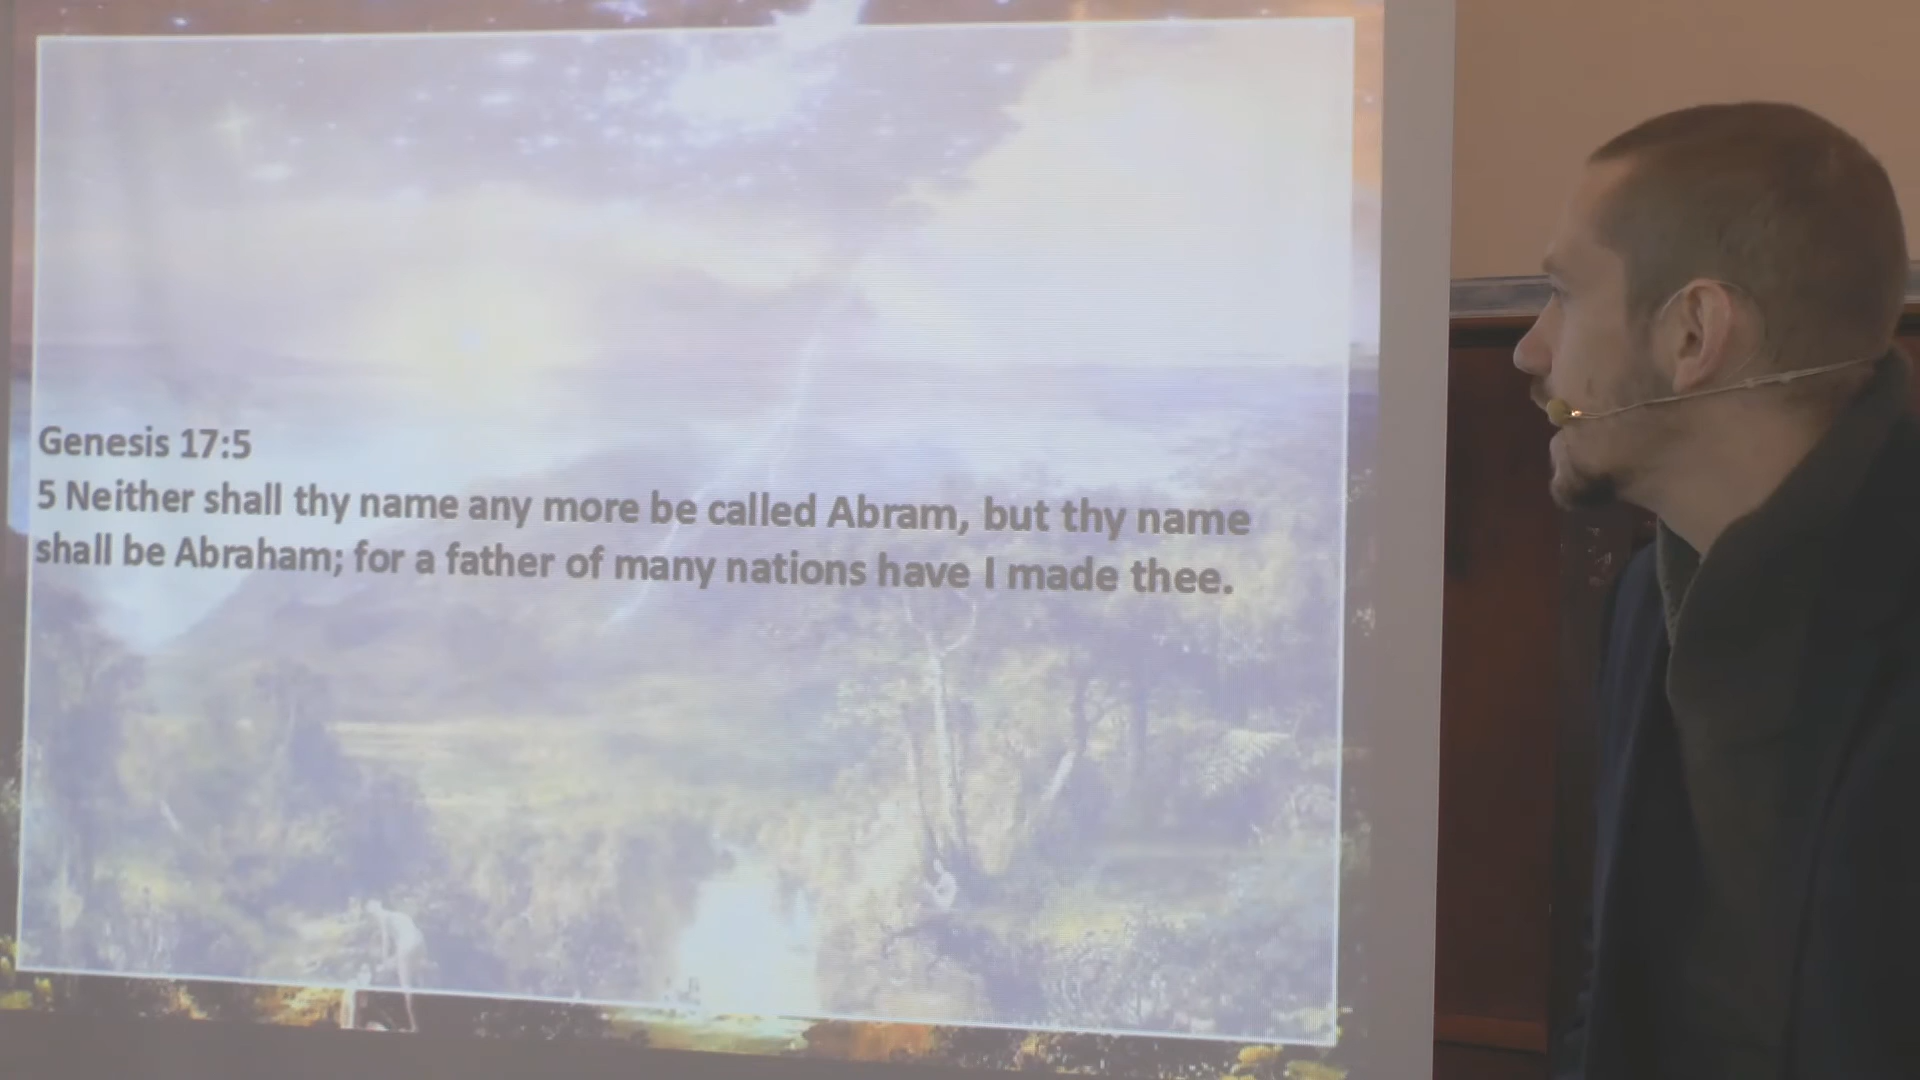 Genesis 17:5
5 Neither shall thy name any more be called Abram, but thy name
shall be Abraham; for a father of many nations have I made thee.